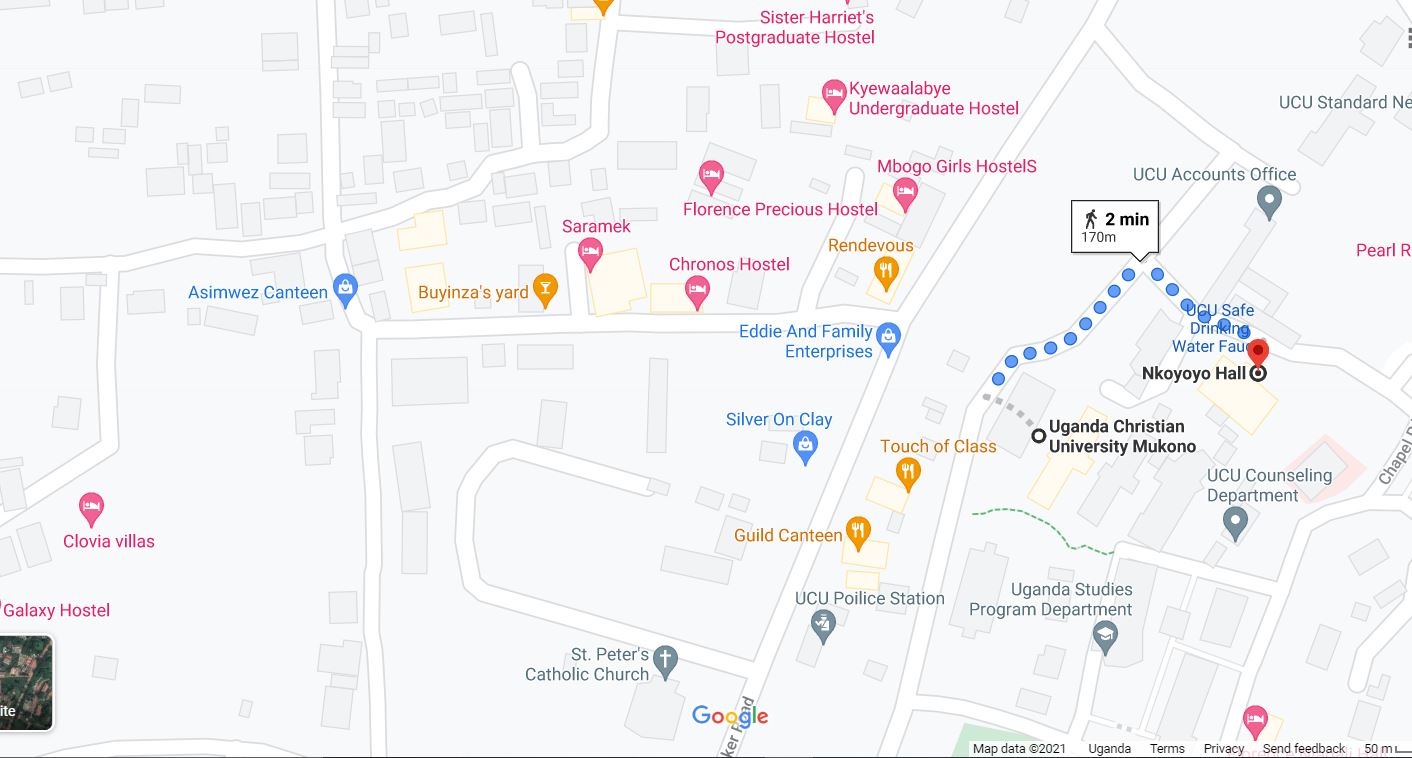 Sister Harriet's
Postgraduate Hostel
Kyewaalabye
Undergraduate Hostel
UCU Standard Ne
Mbogo Girls HostelS
UCU Accounts Office
Florence Precious Hostel
2 min
170m
Saramek
Rendevous
Pearl R
Chronos Hostel
Asimwez Canteen
Buyinza's yard
UCU Safe
Drinking
Water Fauc
Eddie And Family
Enterprises
Nkoyoyo Hall
Silver On Clay
Uganda Christian
University Mukono
Touch of Class
Chapel
UCU Counseling
Department
Clovia villas
Guild Canteen
Uganda Studies
Program Department
UCU Poilice Station
Galaxy Hostel
St. Peter's
Catholic Church
ite
Google
ker Road
Map data ©2021 Uganda Terms Privacy Send feedback 50 m